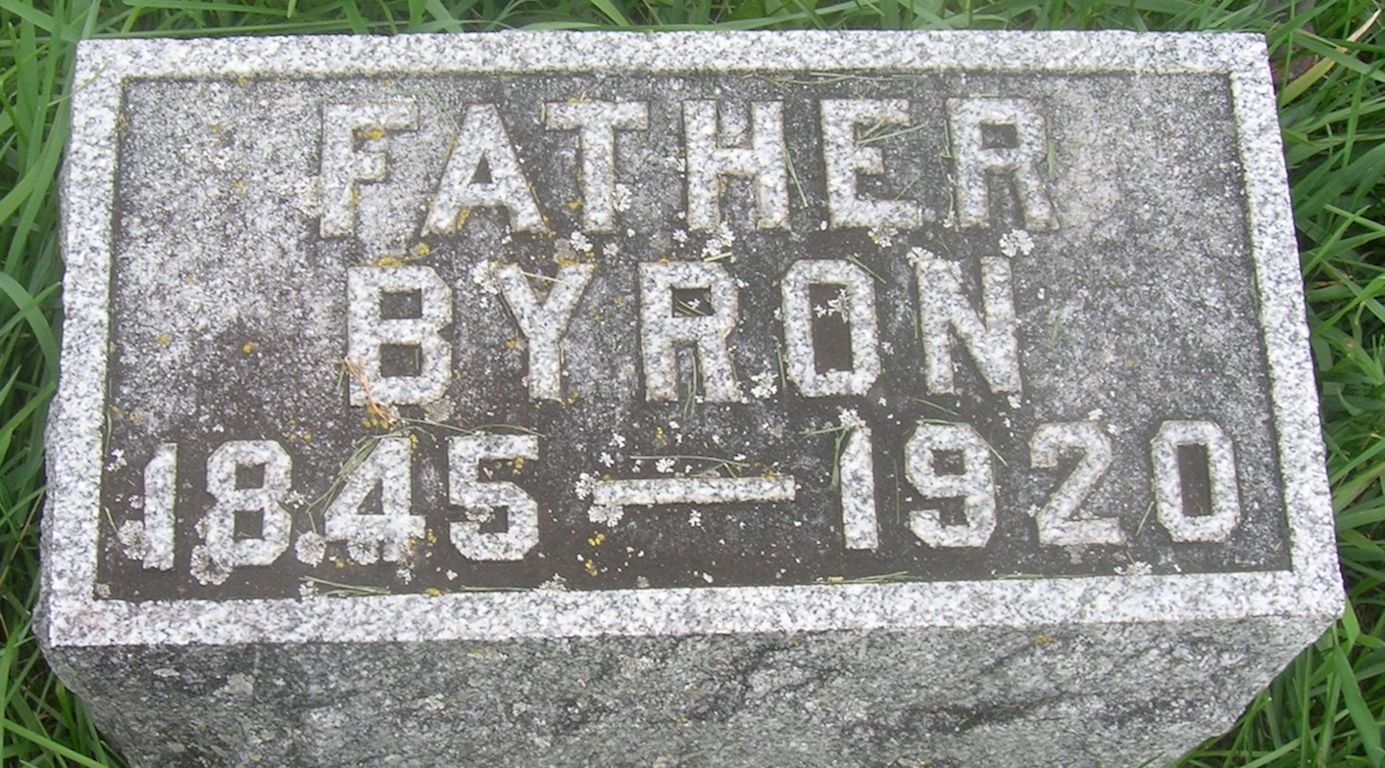 FATHER
BYRON
1845 — 1920